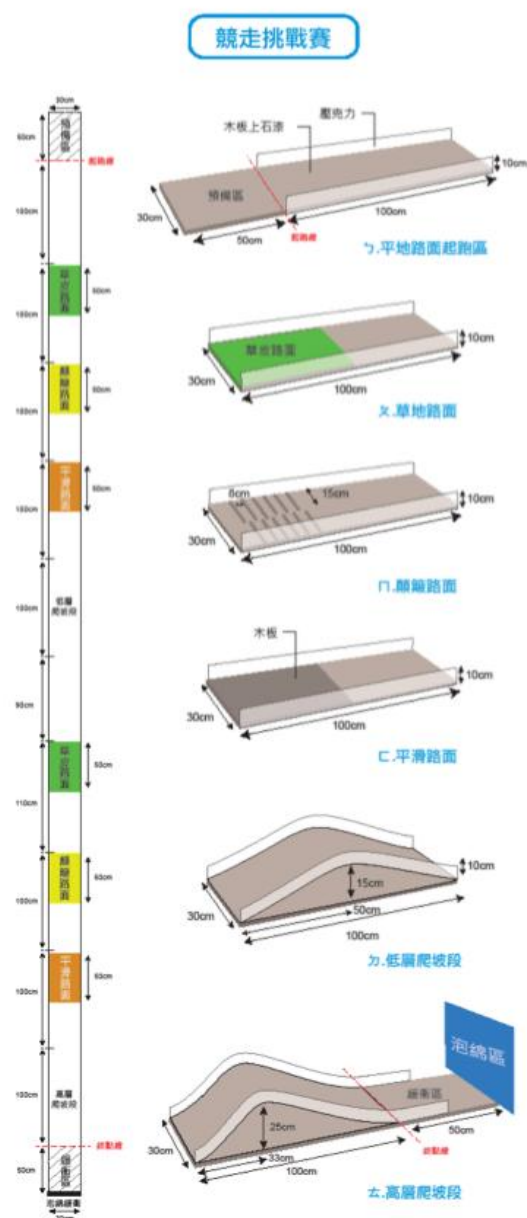 競走挑戰賽
30cm
預備區
50cm
起跑線
100cm
草皮路面
50cm
100cm
顛簸路面
50cm
100cm
平滑路面
50cm
100cm
低層
爬坡段
100cm
90cm
草皮路面
50cm
110cm
顛簸路面
50cm
100cm
平滑路面
50cm
100cm
高層
爬坡段
100cm
終點線
緩衝區
50cm
泡綿緩衝
壓克力
木板上石漆
預備區
10cm
30cm
50cm
100cm
起跑線
ㄅ.平地路面起跑區
草皮路面
10cm
30cm
100cm
ㄆ.草地路面
6cm
15cm
10cm
30cm
100cm
ㄇ.顛簸路面
木板
10cm
30cm
100cm
ㄈ.平滑路面
10cm
15cm
30cm
50cm
100cm
ㄉ.低層爬坡段
泡綿區
緩衝區
25cm
30cm
33cm
100cm
50cm
終點線
ㄊ.高層爬坡段